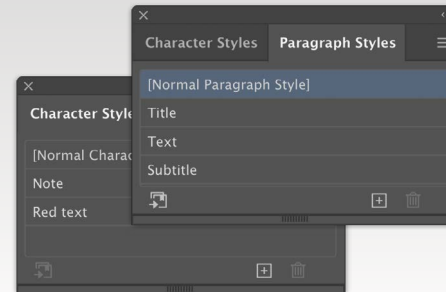 Character Styles Paragraph Styles
[Normal Paragraph Style]
Title
Text
Subtitle
Character Style
[Normal Charac
Note
Red text